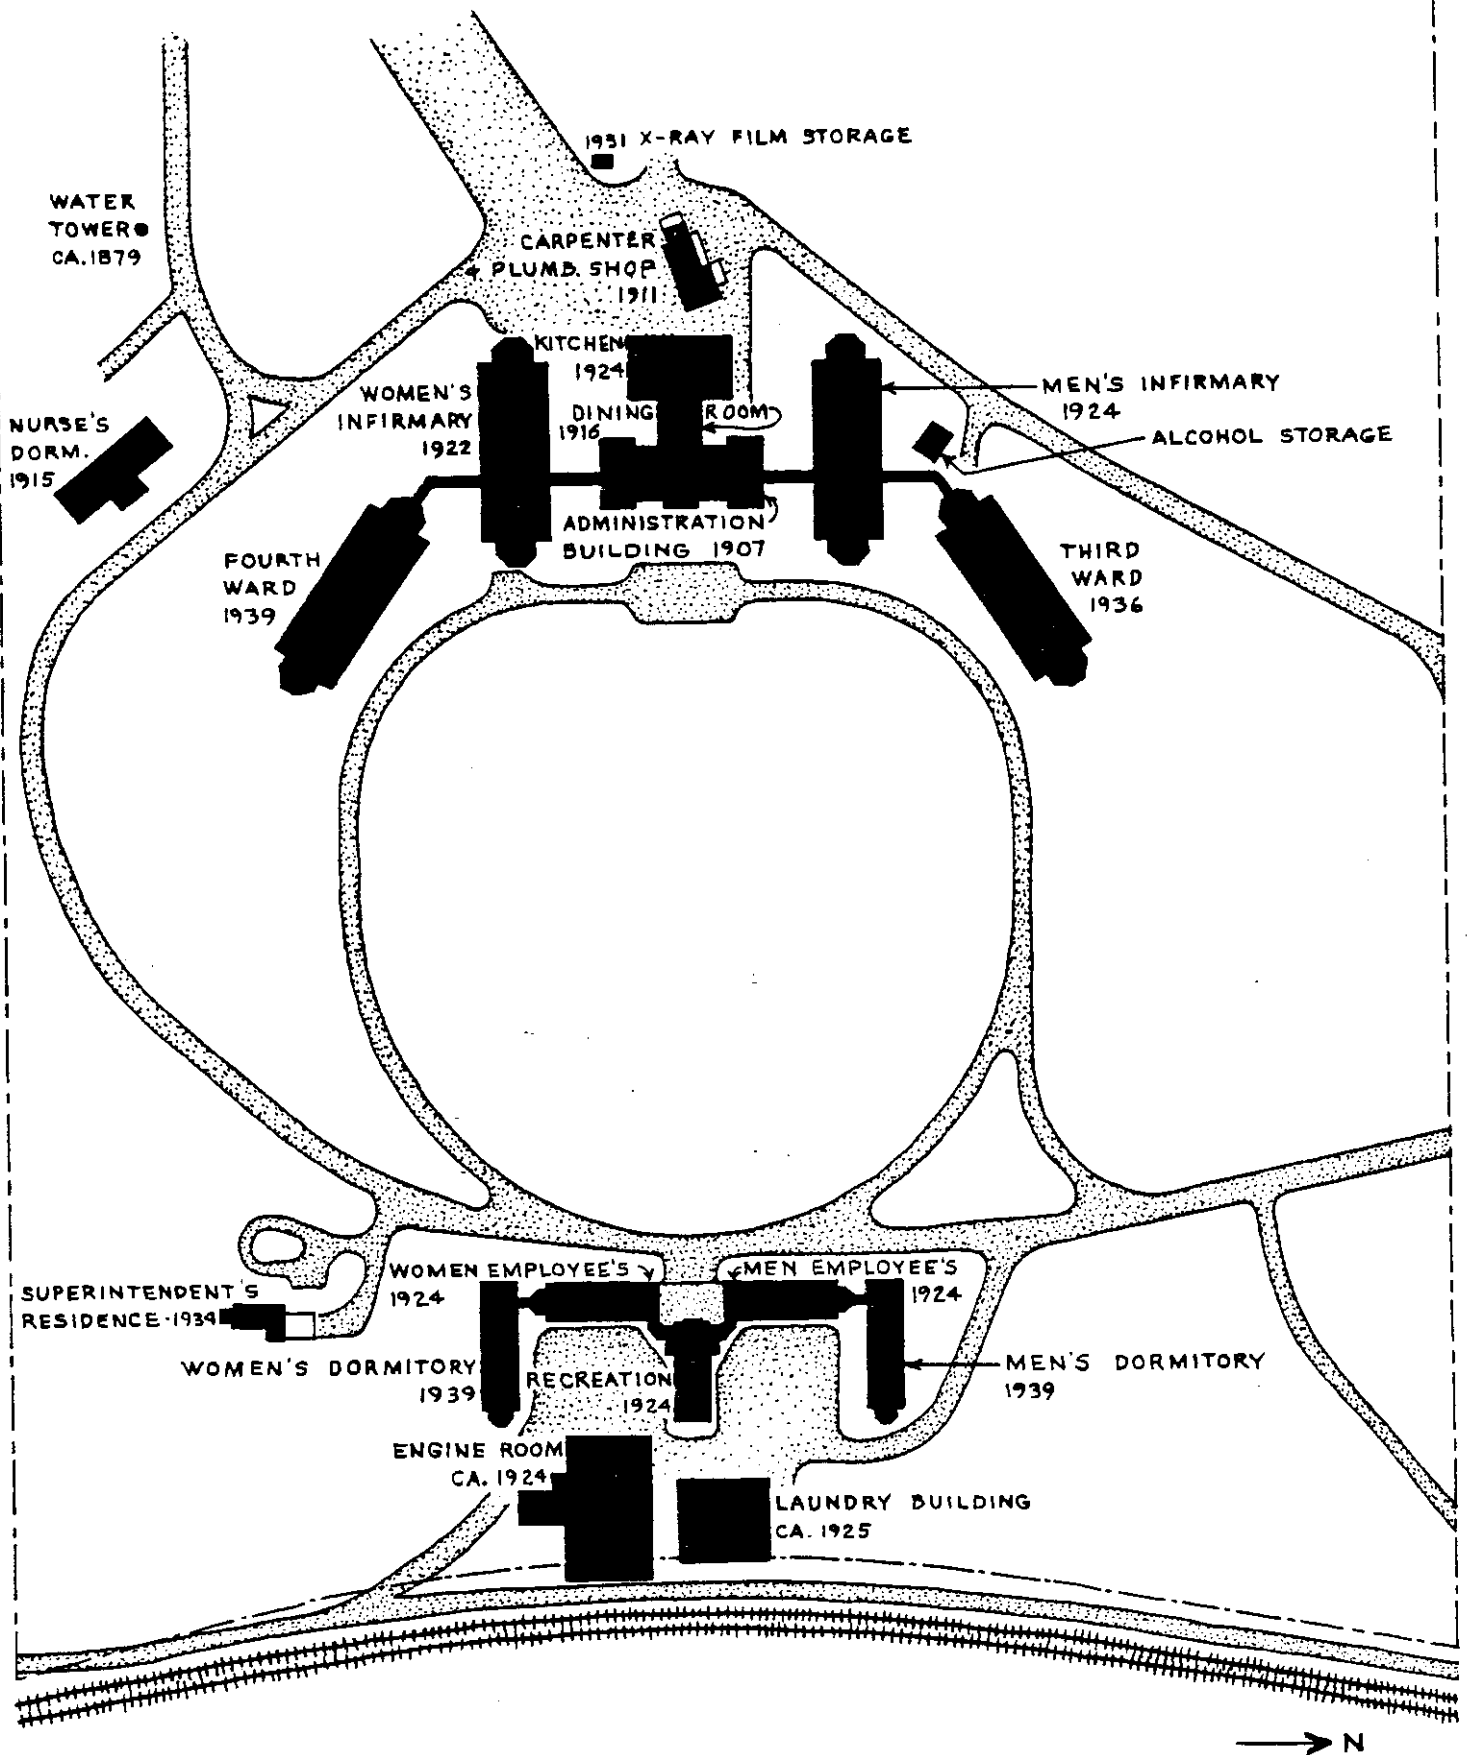 1931 X-RAY FILM STORAGE
WATER
TOWER
CA. 1879
CARPENTER
+ PLUMB. SHOP
1911
KITCHEN
1924
WOMEN'S
INFIRMARY
1922
DINING ROOM
1916
MEN'S INFIRMARY
1924
ALCOHOL STORAGE
NURSE'S
DORM.
1915
ADMINISTRATION
BUILDING 1907
FOURTH
WARD
1939
THIRD
WARD
1936
WOMEN EMPLOYEE'S
1924
MEN EMPLOYEE'S
1924
SUPERINTENDENT'S
RESIDENCE-1934
WOMEN'S DORMITORY
1939
RECREATION
1924
MEN'S DORMITORY
1939
ENGINE ROOM
CA. 1924
LAUNDRY BUILDING
CA. 1925
N